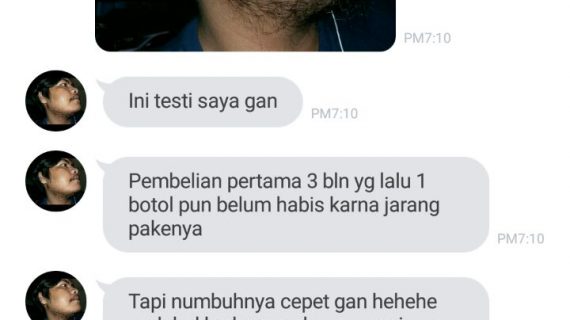 PM7:10
Ini testi saya gan
PM7:10
Pembelian pertama 3 bln yg lalu 1
botol pun belum habis karna jarang
pakenya
PM7:10
Tapi numbuhnya cepet gan hehehe